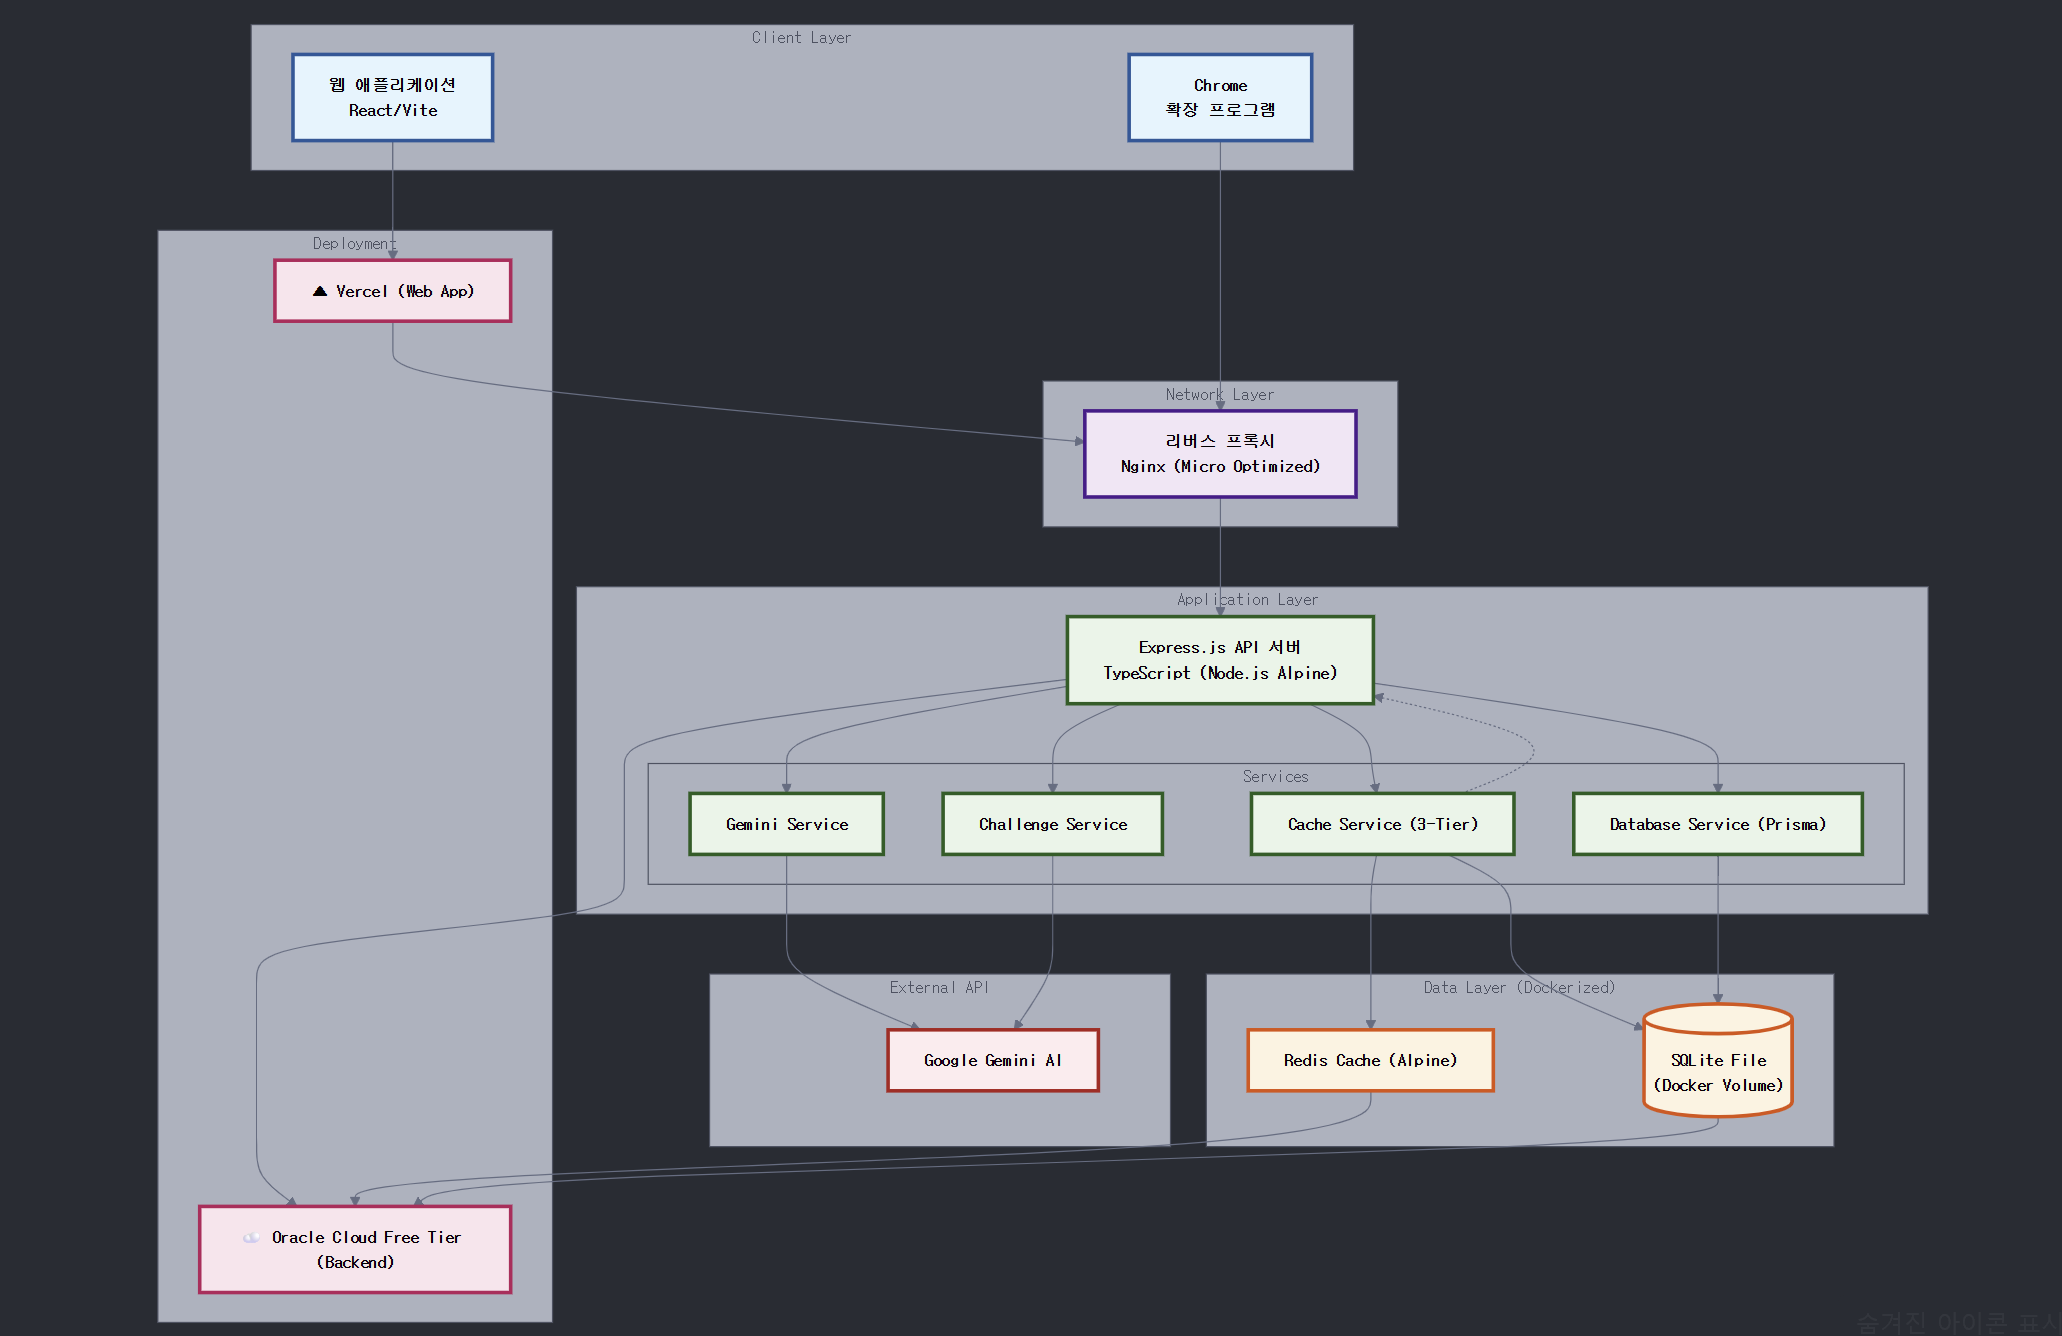 Client Layer
웹 애플리케이션
React/Vite
Chrome
확장 프로그램
Deployment
▲ Vercel (Web App)
Network Layer
리버스 프록시
Nginx (Micro Optimized)
Application Layer
Express.js API 서버
TypeScript (Node.js Alpine)
Services
Gemini Service
Challenge Service
Cache Service (3-Tier)
Database Service (Prisma)
External API
Google Gemini AI
Data Layer (Dockerized)
Redis Cache (Alpine)
SQLite File
(Docker Volume)
☁️ Oracle Cloud Free Tier
(Backend)
숨겨진 아이콘 표시